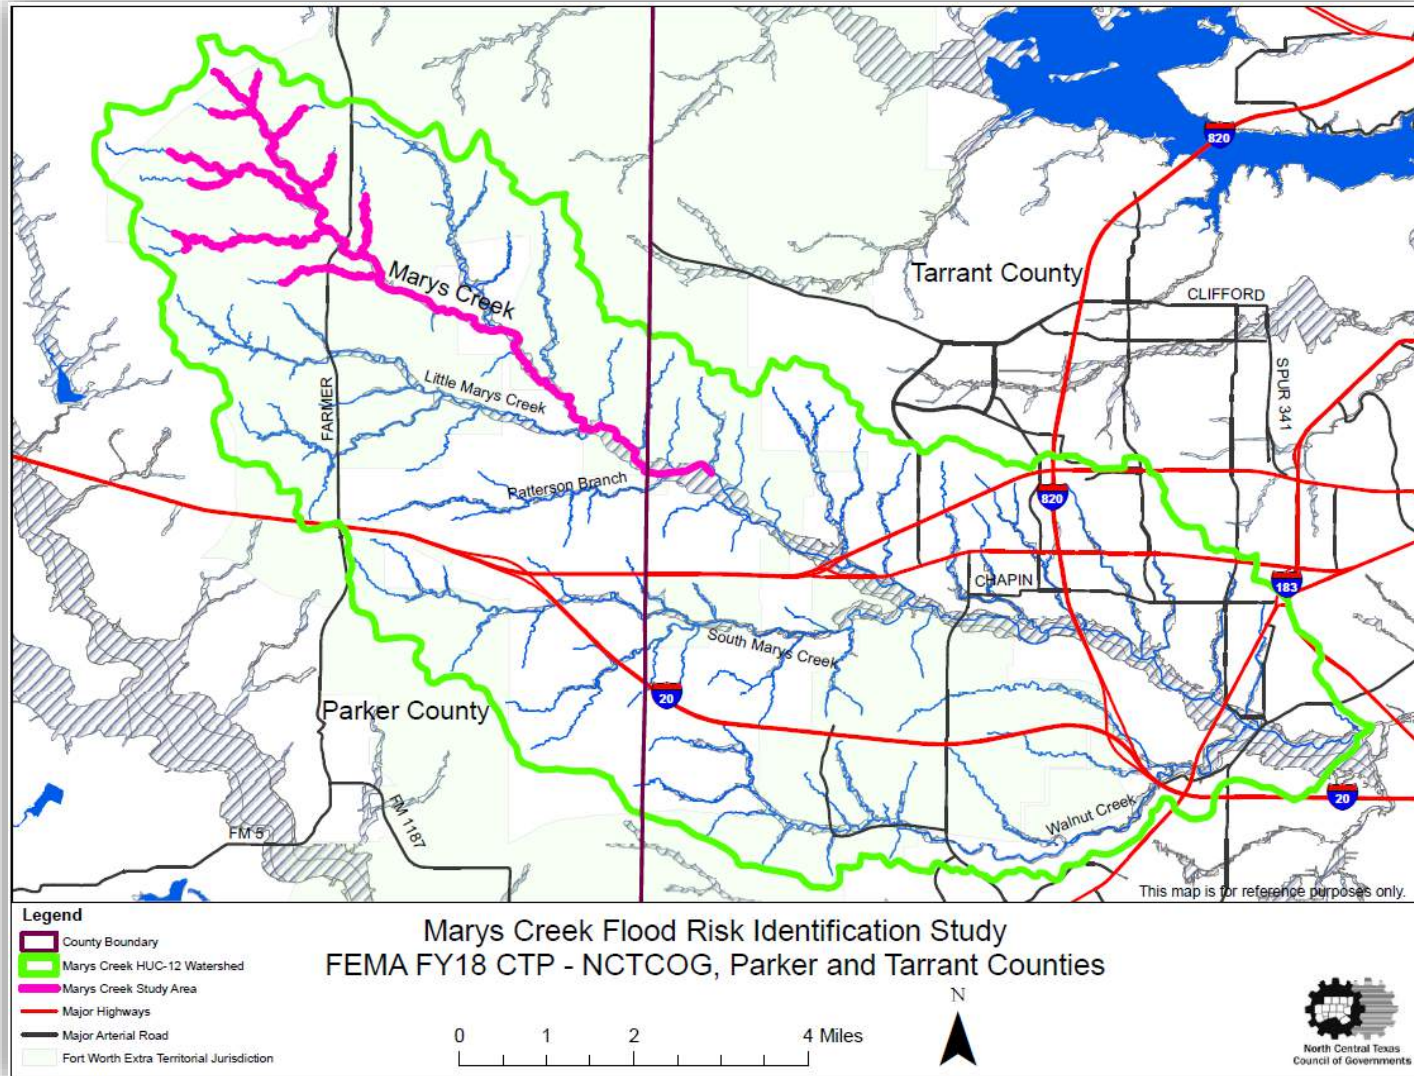 820
Tarrant County
Marys Creek
CLIFFORD
SPUR 341
FARMER
Little Marys Creek
Patterson Branch
820
CHAPIN
183
South Marys Creek
20
Parker County
20
Walnut Creek
FM 5
FM 1187
This map is for reference purposes only.
Legend
County Boundary
Marys Creek HUC-12 Watershed
Marys Creek Study Area
Major Highways
Major Arterial Road
Fort Worth Extra Territorial Jurisdiction
Marys Creek Flood Risk Identification Study
FEMA FY18 CTP - NCTCOG, Parker and Tarrant Counties
0 1 2 4 Miles
N
North Central Texas
Council of Governments